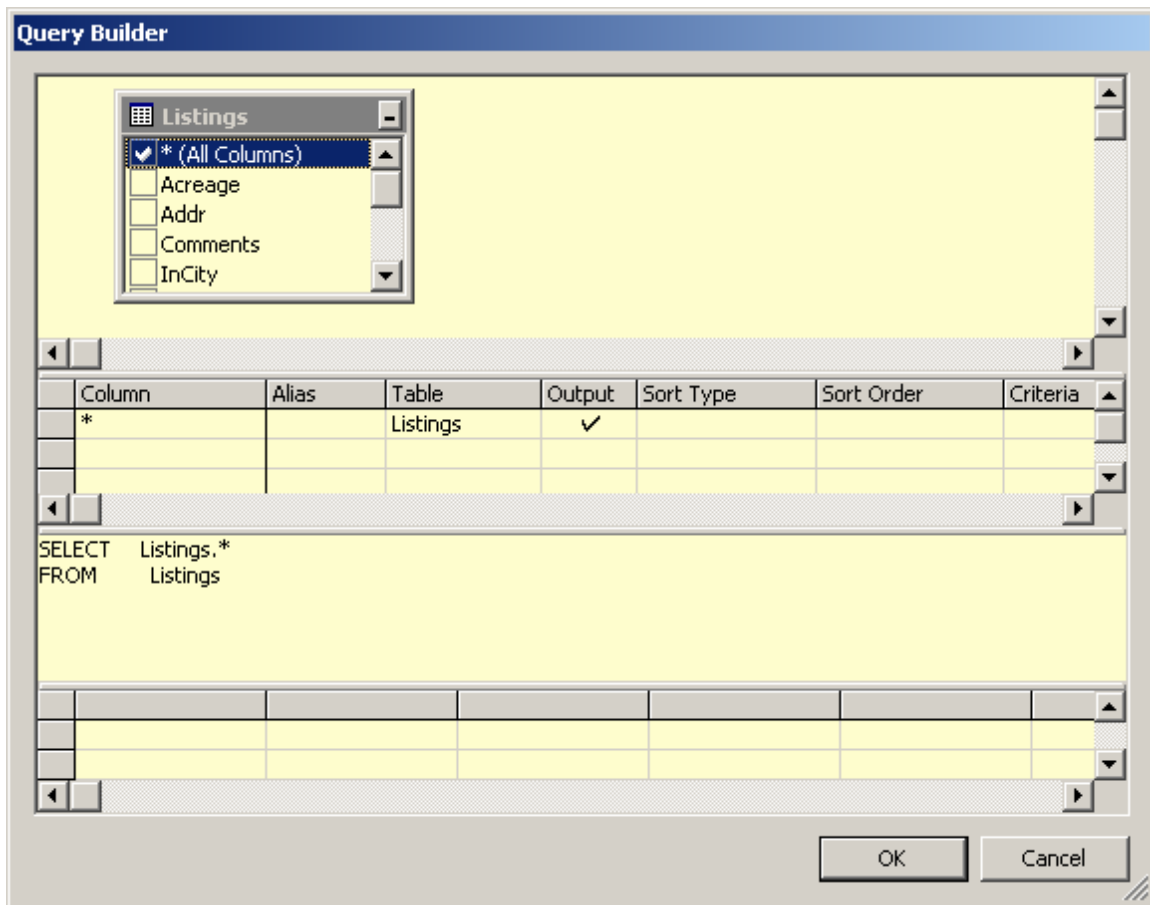 Query Builder
Listings
* (All Columns)
Acreage
Addr
Comments
InCity
Column Alias Table Output Sort Type Sort Order Criteria
* Listings
SELECT Listings.*
FROM Listings
OK Cancel